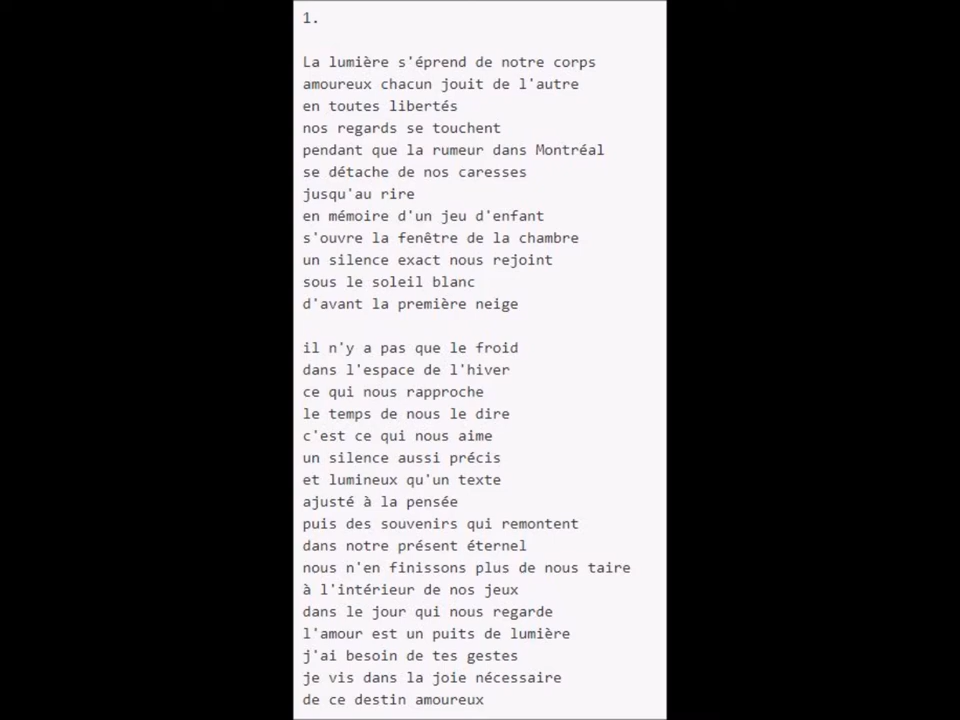 1.
La lumière s'éprend de notre corps
amoureux chacun jouit de l'autre
en toutes libertés
nos regards se touchent
pendant que la rumeur dans Montréal
se détache de nos caresses
jusqu'au rire
en mémoire d'un jeu d'enfant
s'ouvre la fenêtre de la chambre
un silence exact nous rejoint
sous le soleil blanc
d'avant la première neige

il n'y a pas que le froid
dans l'espace de l'hiver
ce qui nous rapproche
le temps de nous le dire
c'est ce qui nous aime
un silence aussi précis
et lumineux qu'un texte
ajusté à la pensée
puis des souvenirs qui remontent
dans notre présent éternel
nous n'en finissons plus de nous taire
à l'intérieur de nos jeux
dans le jour qui nous regarde
l'amour est un puits de lumière
j'ai besoin de tes gestes
je vis dans la joie nécessaire
de ce destin amoureux